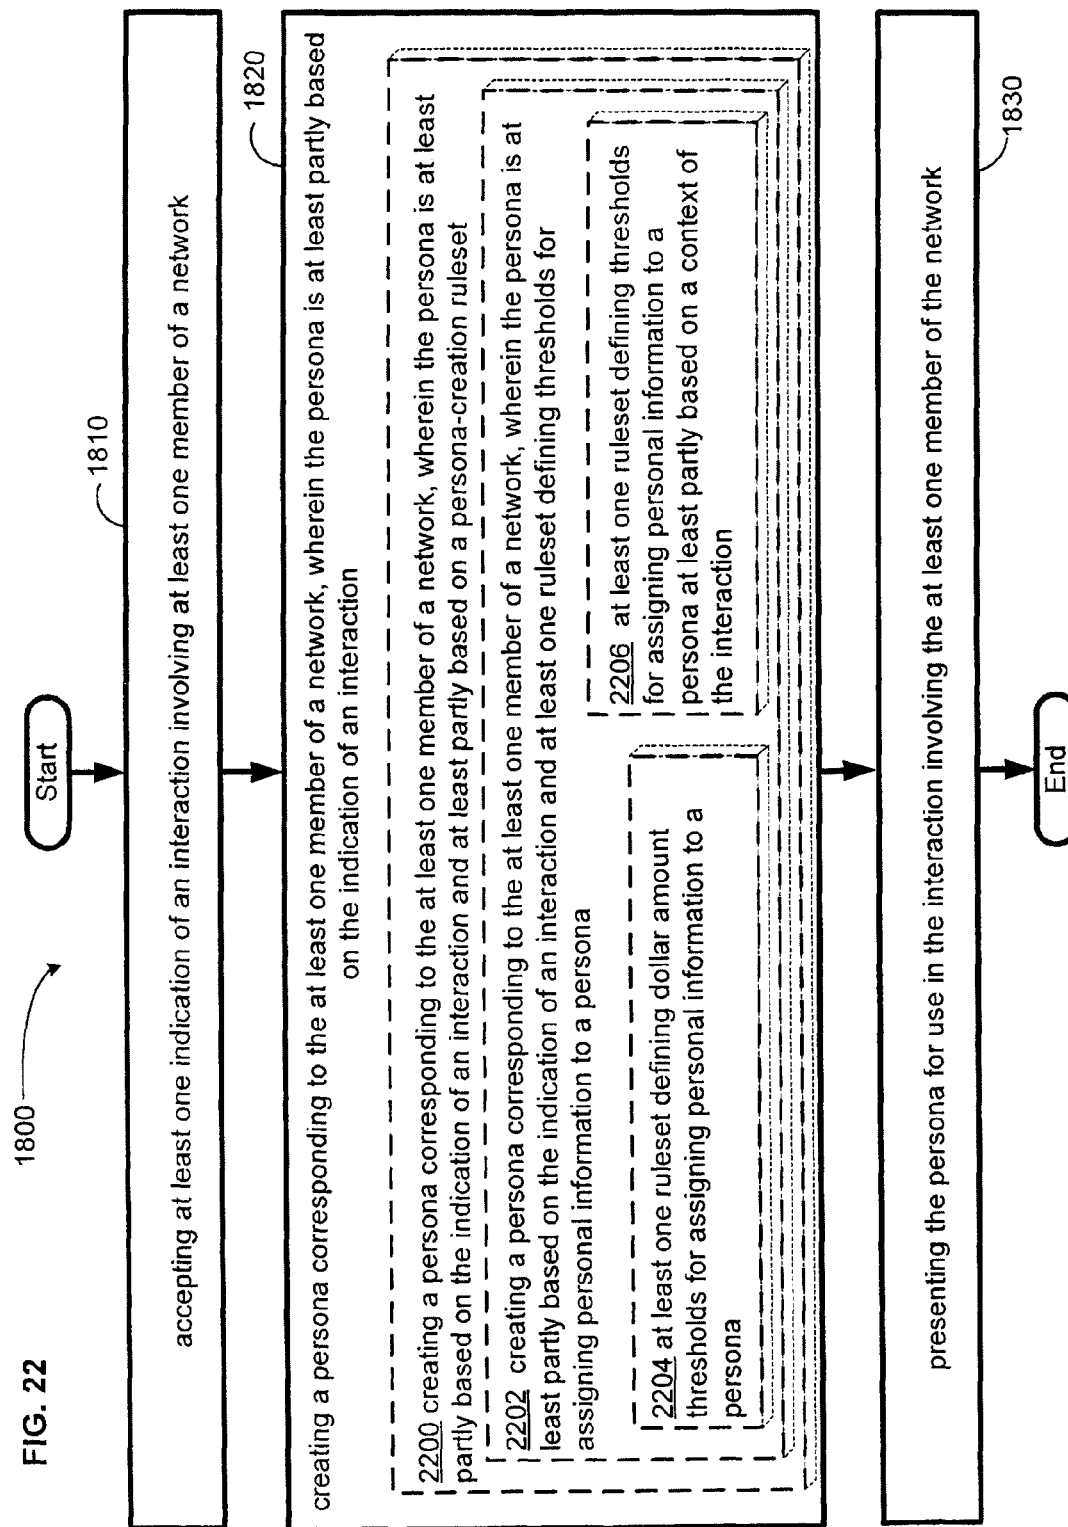 FIG. 22
1800
Start
1810
accepting at least one indication of an interaction involving at least one member of a network
1820
creating a persona corresponding to the at least one member of a network, wherein the persona is at least partly based
on the indication of an interaction
2200 creating a persona corresponding to the at least one member of a network, wherein the persona is at least
partly based on the indication of an interaction and at least partly based on a persona-creation ruleset
2202 creating a persona corresponding to the at least one member of a network, wherein the persona is at
least partly based on the indication of an interaction and at least one ruleset defining thresholds for
assigning personal information to a persona
2204 at least one ruleset defining dollar amount
thresholds for assigning personal information to a
persona
2206 at least one ruleset defining thresholds
for assigning personal information to a
persona at least partly based on a context of
the interaction
1830
presenting the persona for use in the interaction involving the at least one member of the network
End